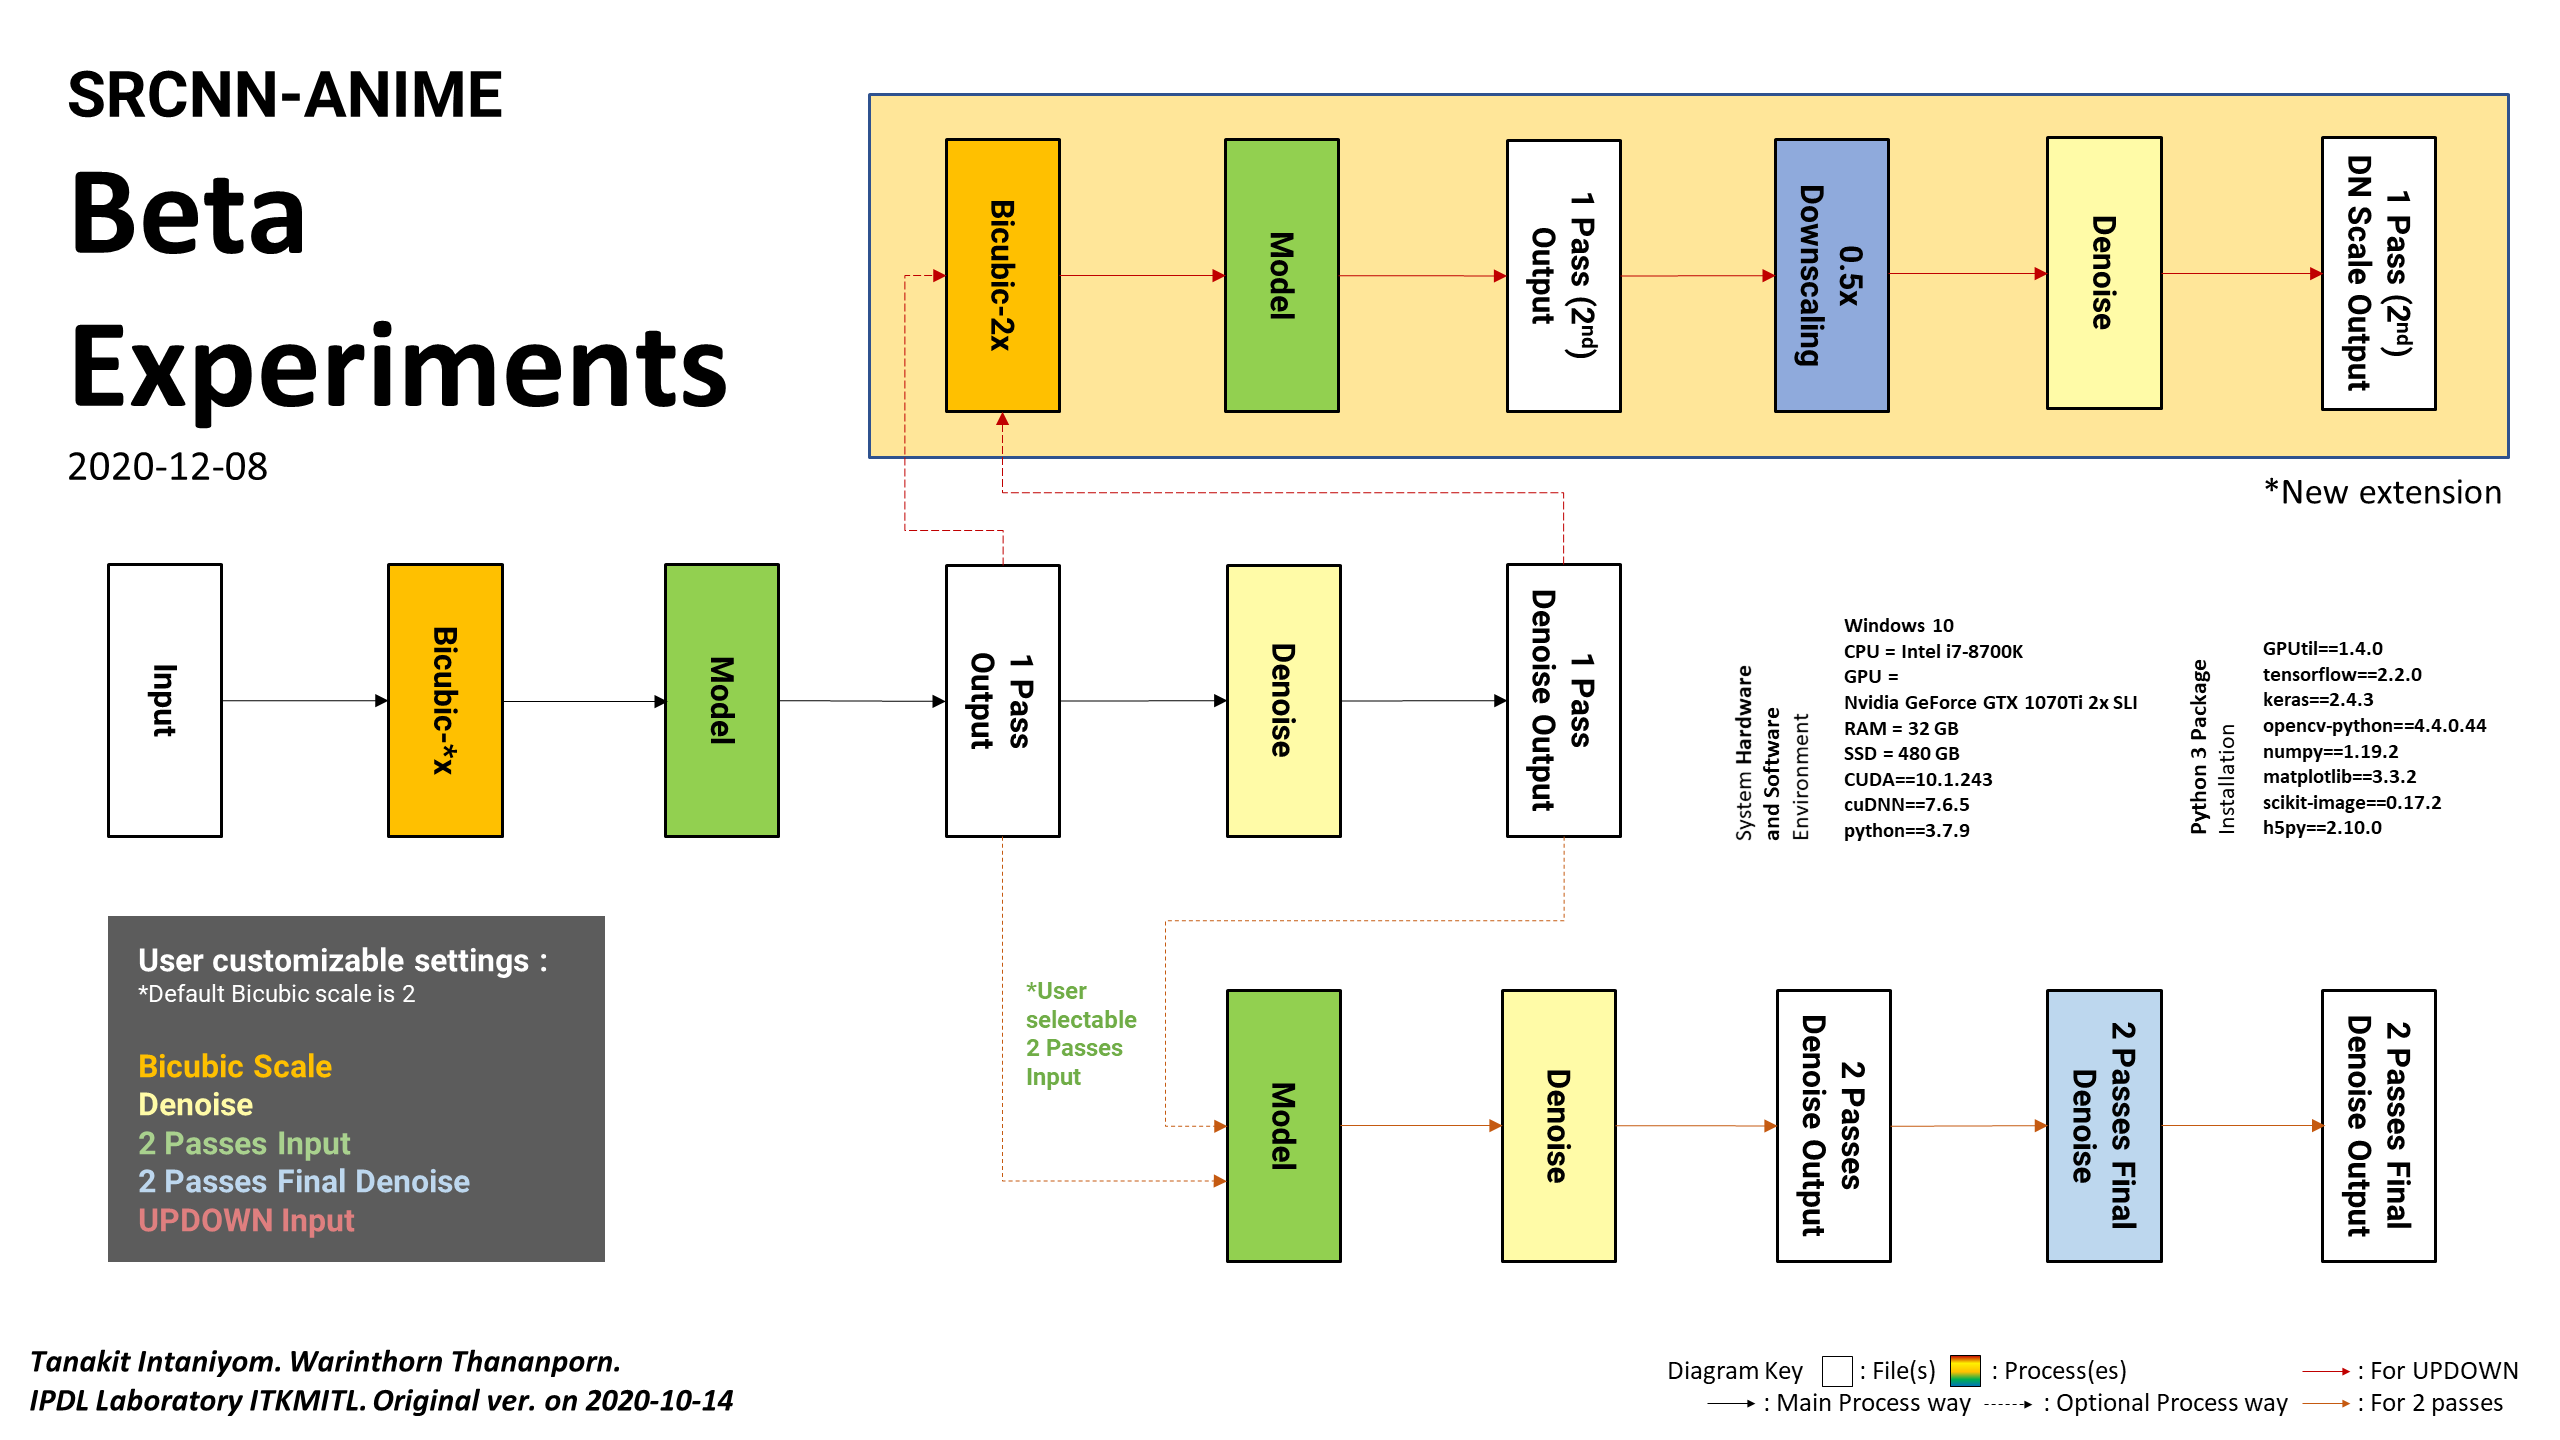 SRCNN-ANIME
Beta
Experiments
2020-12-08
Bicubic-2x
Model
1 Pass (2nd)
Output
0.5x
Downscaling
Denoise
1 Pass (2nd)
DN Scale Output
*New extension
Input
Bicubic-*x
Model
1 Pass
Output
Denoise
1 Pass
Denoise Output
System Hardware
and Software
Environment
Windows 10
CPU = Intel i7-8700K
GPU =
Nvidia GeForce GTX 1070Ti 2x SLI
RAM = 32 GB
SSD = 480 GB
CUDA==10.1.243
cuDNN==7.6.5
python==3.7.9
Python 3 Package
Installation
GPUtil==1.4.0
tensorflow==2.2.0
keras==2.4.3
opencv-python==4.4.0.44
numpy==1.19.2
matplotlib==3.3.2
scikit-image==0.17.2
h5py==2.10.0
User customizable settings :
*Default Bicubic scale is 2
Bicubic Scale
Denoise
2 Passes Input
2 Passes Final Denoise
UPDOWN Input
*User
selectable
2 Passes
Input
Model
Denoise
2 Passes
Denoise Output
2 Passes Final
Denoise
2 Passes Final
Denoise Output
Tanakit Intaniyom. Warinthorn Thananporn.
IPDL Laboratory ITKMITL. Original ver. on 2020-10-14
Diagram Key : File(s) : Process(es) : For UPDOWN
: Main Process way : Optional Process way : For 2 passes